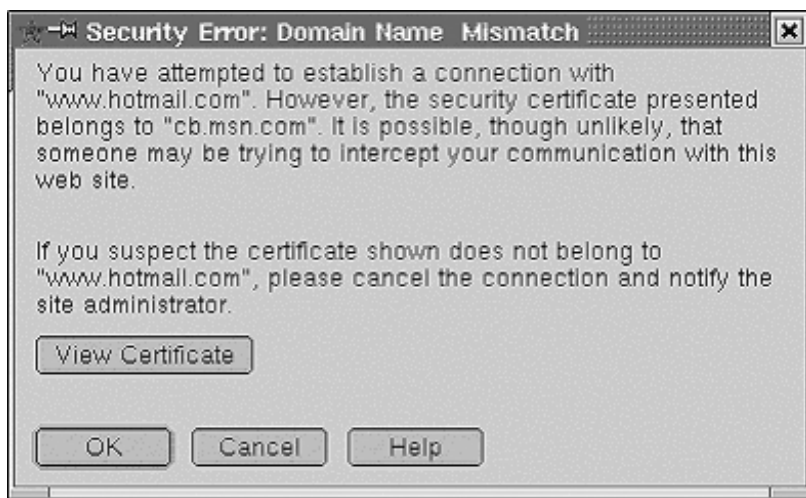 Security Error: Domain Name Mismatch
You have attempted to establish a connection with
"www.hotmail.com". However, the security certificate presented
belongs to "cb.msn.com". It is possible, though unlikely, that
someone may be trying to intercept your communication with this
web site.
If you suspect the certificate shown does not belong to
"www.hotmail.com", please cancel the connection and notify the
site administrator.
View Certificate
OK Cancel Help